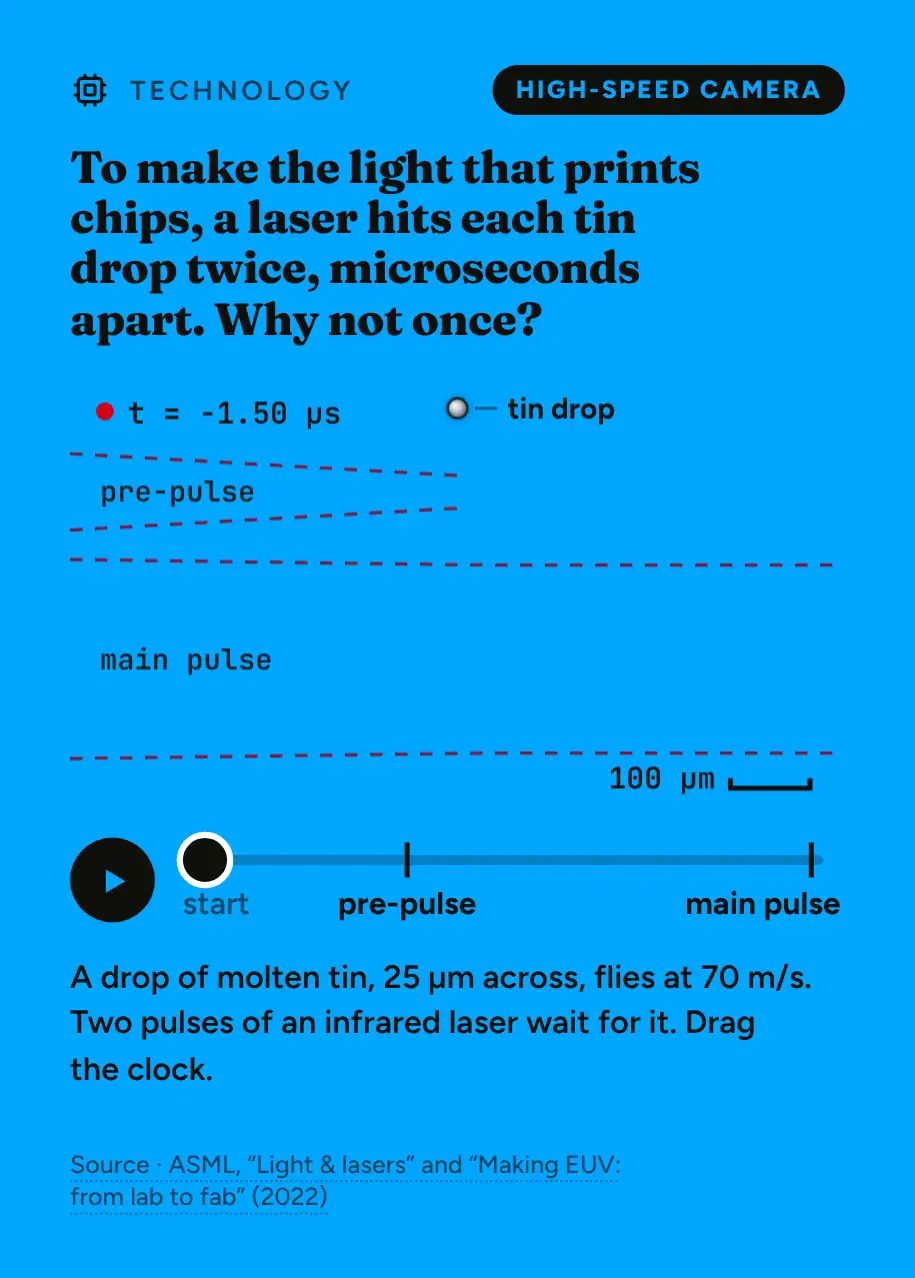 TECHNOLOGY
HIGH-SPEED CAMERA
To make the light that prints
chips, a laser hits each tin
drop twice, microseconds
apart. Why not once?
t = -1.50 µs
tin drop
pre-pulse
main pulse
100 µm
start
pre-pulse
main pulse
A drop of molten tin, 25 µm across, flies at 70 m/s.
Two pulses of an infrared laser wait for it. Drag
the clock.
Source · ASML, “Light & lasers” and “Making EUV:
from lab to fab” (2022)